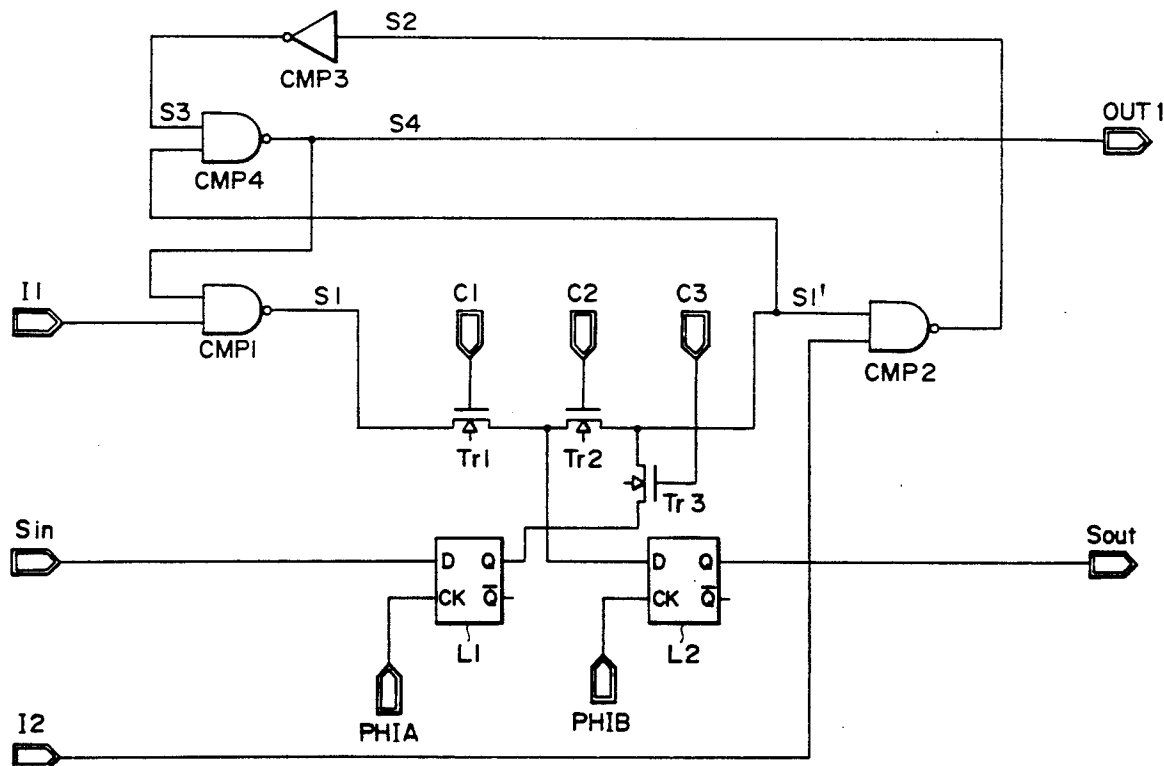 S2
CMP3
S3
S4
OUT1
CMP4
I1
S1
C1
C2
C3
S1'
CMP1
CMP2
Tr1
Tr2
Tr3
Sin
D Q
CK Q̅
L1
D Q
CK Q̅
L2
Sout
PHIA
PHIB
I2